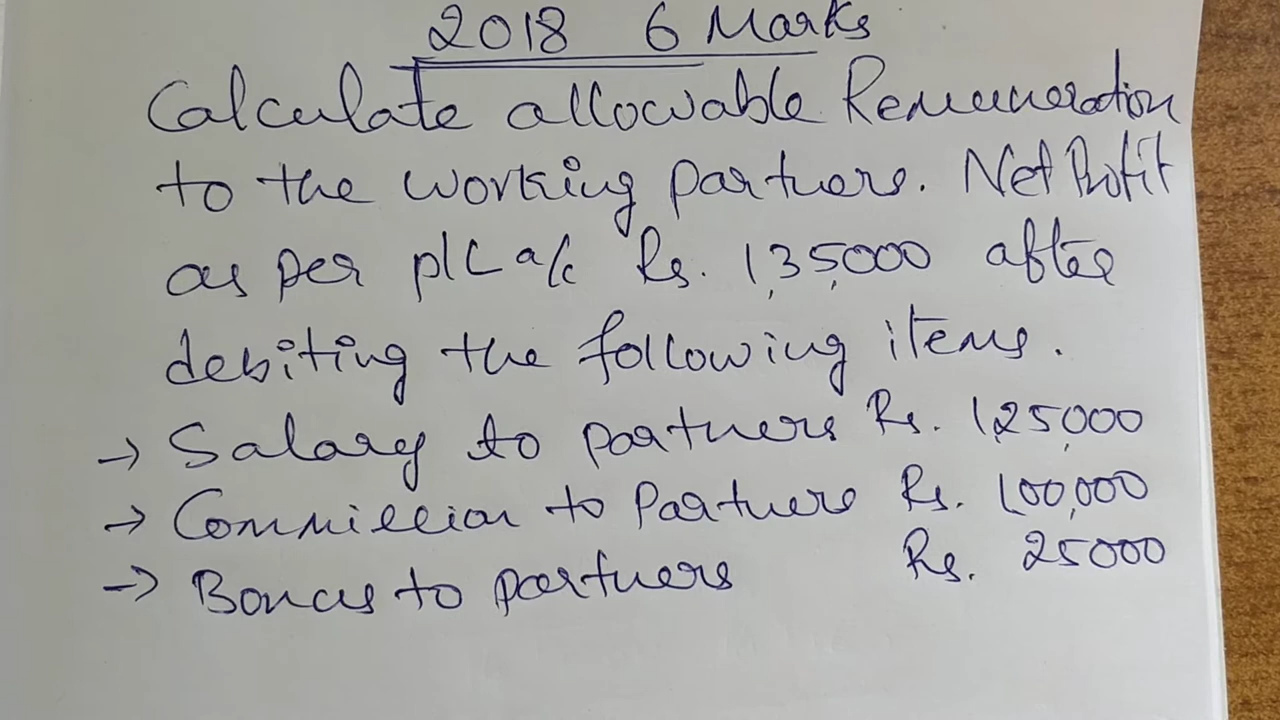 2018 6 Marks
Calculate allowable Remuneration
to the working partners. Net Profit
as per p/L a/c Rs. 1,35,000 after
debiting the following items.
→ Salary to partners Rs. 1,25,000
→ Commission to Partners Rs. 1,00,000
→ Bonus to partners Rs. 25000